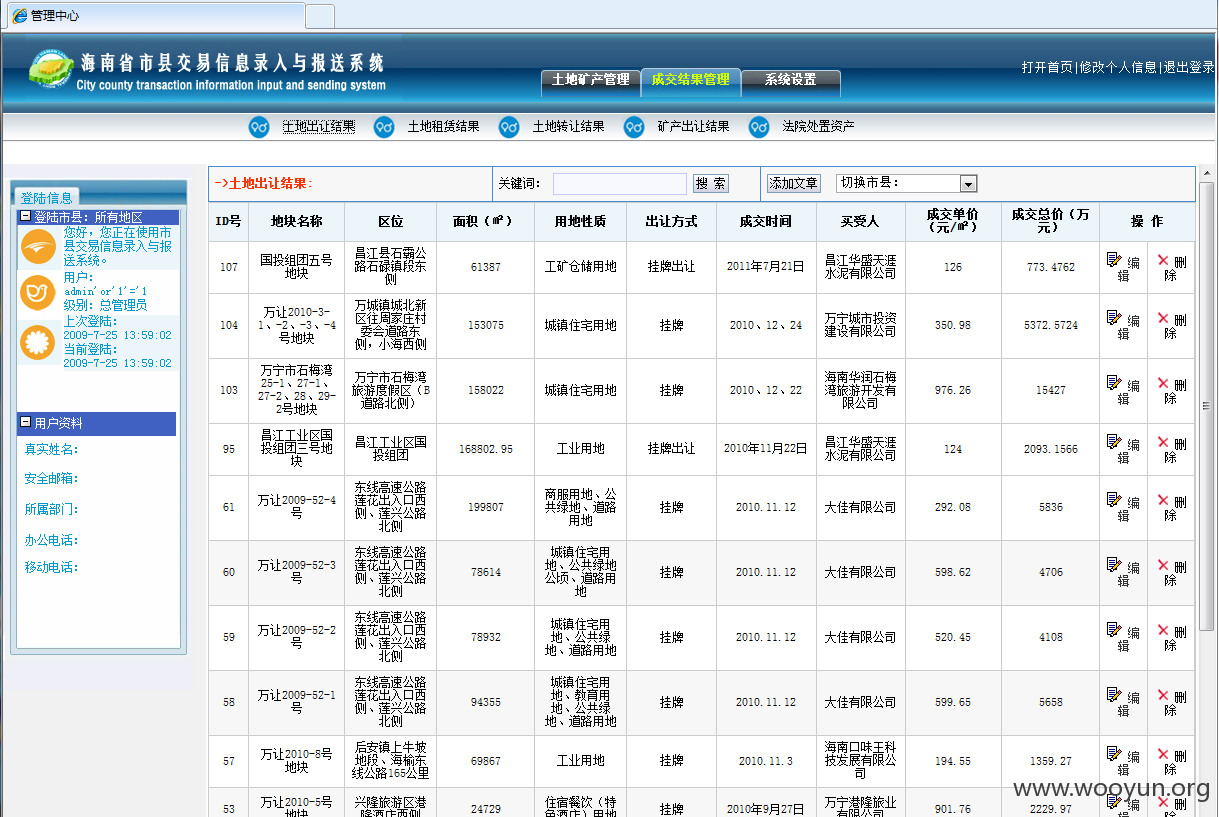 管理中心
海南省市县交易信息录入与报送系统
City county transaction information input and sending system
土地矿产管理 成交结果管理 系统设置
打开首页|修改个人信息|退出登录
土地出让结果 土地租赁结果 土地转让结果 矿产出让结果 法院处置资产
登陆信息
登陆市县：所有地区
您好，您正在使用市
县交易信息录入与报
送系统。
用户：
admin'or'1'='1
级别：总管理员
上次登陆：
2009-7-25 13:59:02
当前登陆：
2009-7-25 13:59:02
用户资料
真实姓名：
安全邮箱：
所属部门：
办公电话：
移动电话：
->土地出让结果： 关键词： 搜 索 添加文章 切换市县：
ID号 地块名称 区位 面积（㎡） 用地性质 出让方式 成交时间 买受人 成交单价（元/㎡） 成交总价（万元） 操 作
107 国投组团五号地块 昌江县石霸公路石碌镇段东侧 61387 工矿仓储用地 挂牌出让 2011年7月21日 昌江华盛天涯水泥有限公司 126 773.4762 编辑 删除
104 万让2010-3-1、-2、-3、-4号地块 万城镇城北新区往周家庄村委会道路东侧，小海西侧 153075 城镇住宅用地 挂牌 2010、12、24 万宁城市投资建设有限公司 350.98 5372.5724 编辑 删除
103 万宁市石梅湾25-1、27-1、27-2、28、29-2号地块 万宁市石梅湾旅游度假区（B道路北侧） 158022 城镇住宅用地 挂牌 2010、12、22 海南华润石梅湾旅游开发有限公司 976.26 15427 编辑 删除
95 昌江工业区国投组团三号地块 昌江工业区国投组团 168802.95 工业用地 挂牌出让 2010年11月22日 昌江华盛天涯水泥有限公司 124 2093.1566 编辑 删除
61 万让2009-52-4号 东线高速公路莲花出入口西侧、莲兴公路北侧 199807 商服用地、公共绿地、道路用地 挂牌 2010.11.12 大佳有限公司 292.08 5836 编辑 删除
60 万让2009-52-3号 东线高速公路莲花出入口西侧、莲兴公路北侧 78614 城镇住宅用地、公共绿地公顷、道路用地 挂牌 2010.11.12 大佳有限公司 598.62 4706 编辑 删除
59 万让2009-52-2号 东线高速公路莲花出入口西侧、莲兴公路北侧 78932 城镇住宅用地、公共绿地、道路用地 挂牌 2010.11.12 大佳有限公司 520.45 4108 编辑 删除
58 万让2009-52-1号 东线高速公路莲花出入口西侧、莲兴公路北侧 94355 城镇住宅用地、教育用地、公共绿地、道路用地 挂牌 2010.11.12 大佳有限公司 599.65 5658 编辑 删除
57 万让2010-8号地块 后安镇上牛坡地段、海榆东线公路165公里 69867 工业用地 挂牌 2010.11.3 海南口味王科技发展有限公司 194.55 1359.27 编辑 删除
53 万让2010-5号地块 兴隆旅游区港隆酒店西侧 24729 住宿餐饮（特色酒店）用地 挂牌 2010年9月27日 万宁港隆旅业有限公司 901.76 2229.97 编辑 删除
www.wooyun.org